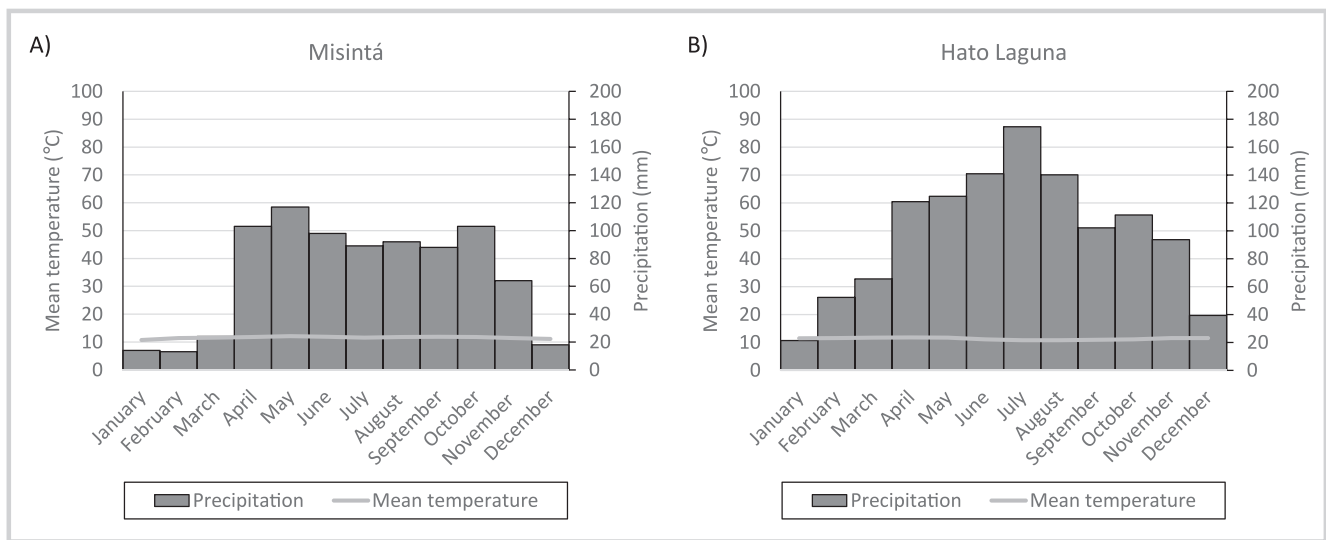 A)
Misintá
Mean temperature (°C)
100
90
80
70
60
50
40
30
20
10
0
200
180
160
140
120
100
80
60
40
20
0
Precipitation (mm)
January
February
March
April
May
June
July
August
September
October
November
December
Precipitation
Mean temperature
B)
Hato Laguna
Mean temperature (°C)
100
90
80
70
60
50
40
30
20
10
0
200
180
160
140
120
100
80
60
40
20
0
Precipitation (mm)
January
February
March
April
May
June
July
August
September
October
November
December
Precipitation
Mean temperature